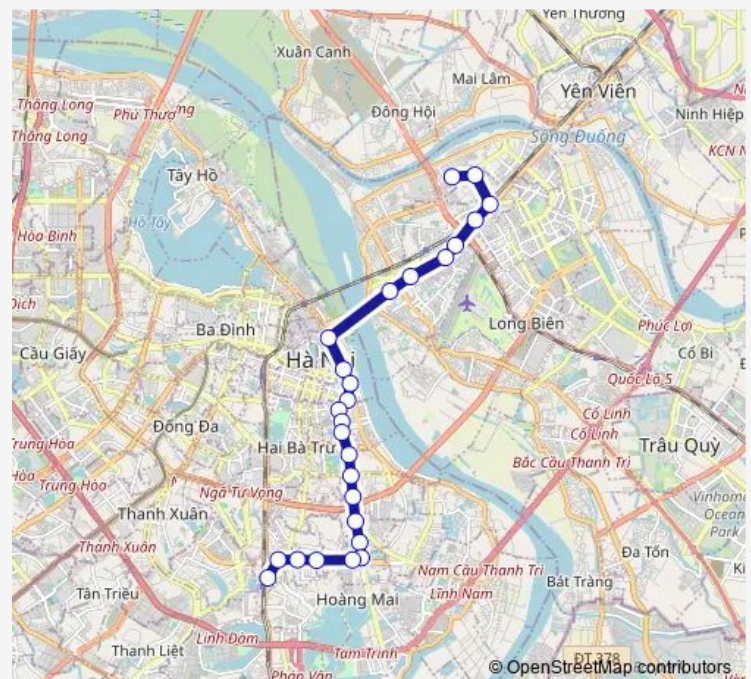 Yên Thường
Xuân Canh
Mai Lâm
Thăng Long
Phú Thượng
Yên Viên
Đông Hội
Ninh Hiệp
Thăng Long
Sông Đuống
KCN N
Tây Hồ
Hồ Tây
Hòa Bình
Dịch
Ba Đình
Long Biên
Phúc Lợi
Cầu Giấy
Hà Nội
Cổ Bi
Quốc Lộ 5
Đống Đa
Cổ Linh
Trung Hòa
Cổ Linh
Hai Bà Trư
Trâu Quỳ
Hòa
Trung Hòa
Bắc Cầu Thanh Trì
Ngã Tư Vọng
Thanh Xuân
Vinhome
Ocean
Park
Thanh Xuân
Đa Tốn
Nam Cầu Thanh Trì
Ki
Bát Tràng
Tân Triều
Hoàng Mai
Lĩnh Nam
Linh Đàm
Thanh Liệt
Tam Trinh
ĐT.378
Pháp Vân
© OpenStreetMap contributors